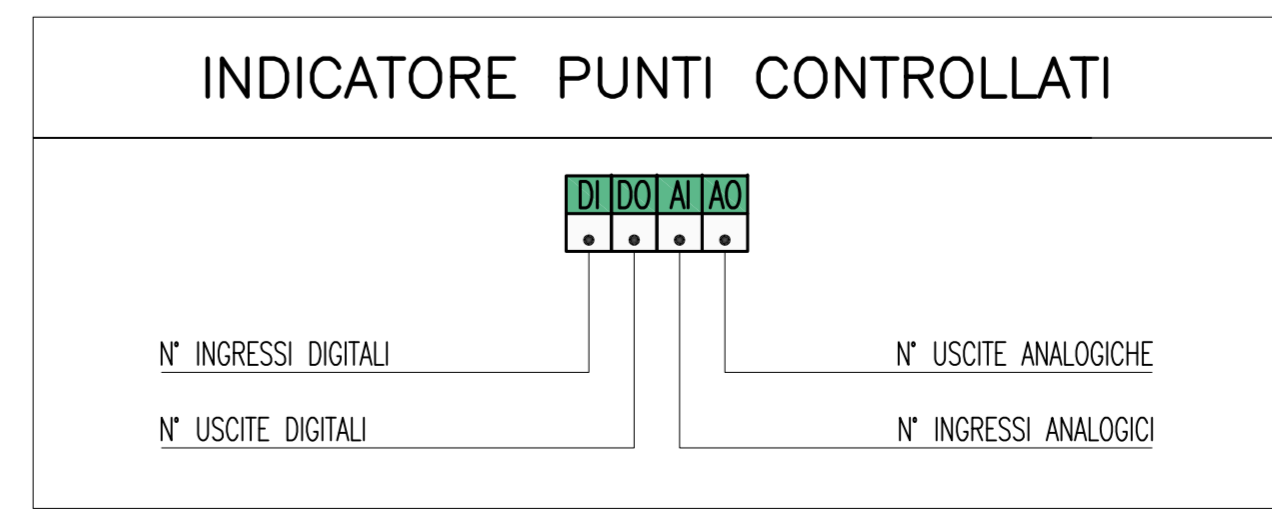 INDICATORE PUNTI CONTROLLATI
DI DO AI AO
N° INGRESSI DIGITALI
N° USCITE ANALOGICHE
N° USCITE DIGITALI
N° INGRESSI ANALOGICI